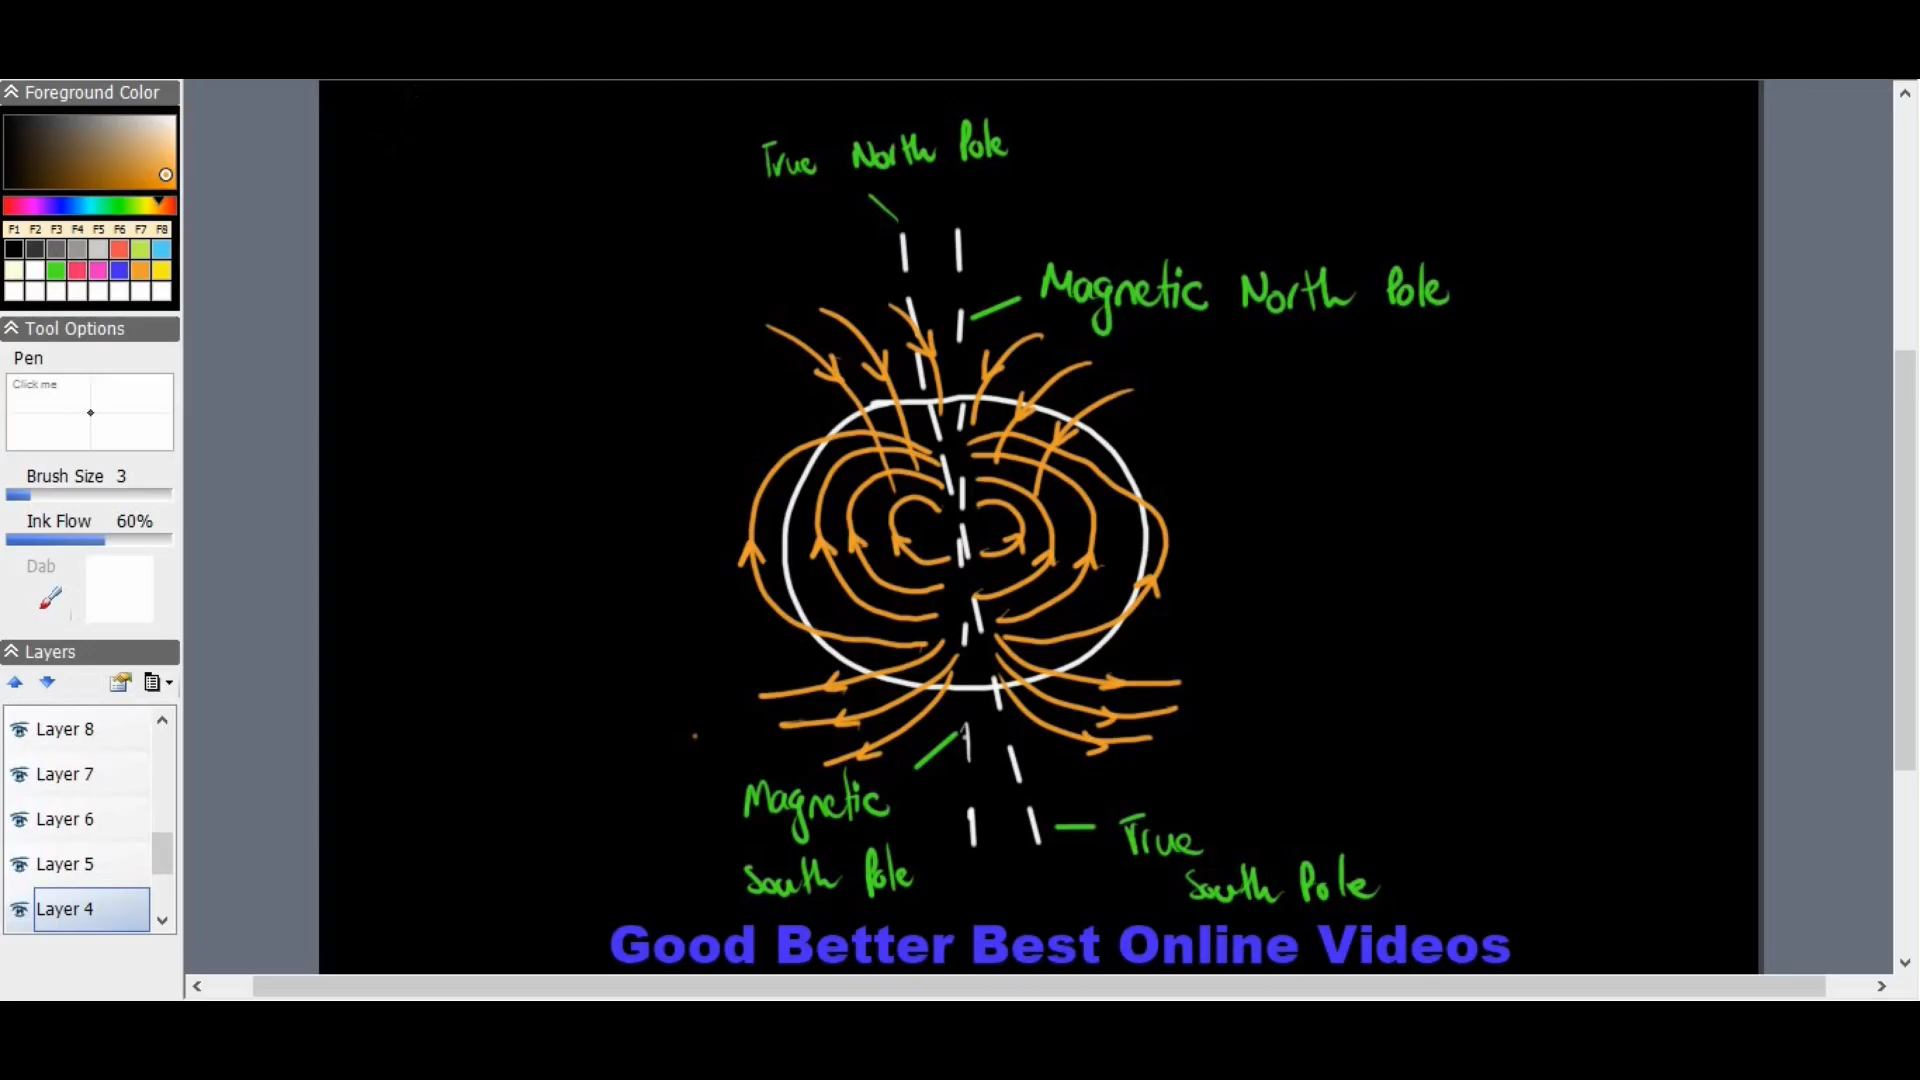 Foreground Color
F1 F2 F3 F4 F5 F6 F7 F8
Tool Options
Pen
Click me
Brush Size 3
Ink Flow 60%
Dab
Layers
Layer 8
Layer 7
Layer 6
Layer 5
Layer 4
True North Pole
Magnetic North Pole
Magnetic
South Pole
True
South Pole
Good Better Best Online Videos